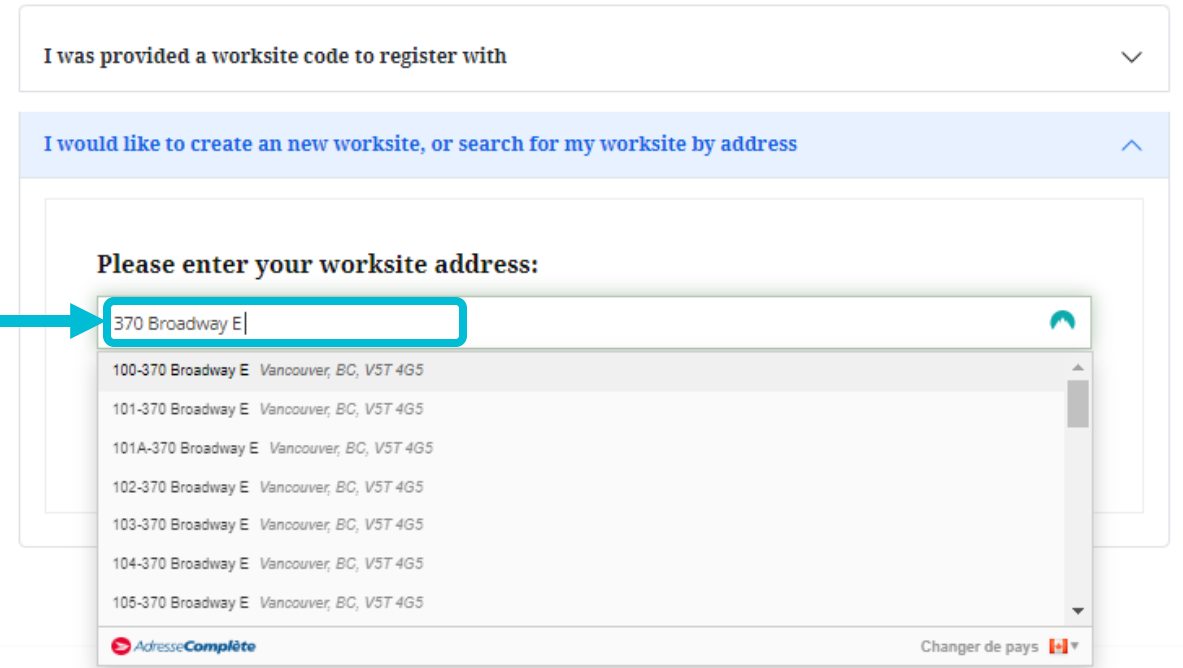 I was provided a worksite code to register with
I would like to create an new worksite, or search for my worksite by address
Please enter your worksite address:
370 Broadway E
100-370 Broadway E Vancouver, BC, V5T 4G5
101-370 Broadway E Vancouver, BC, V5T 4G5
101A-370 Broadway E Vancouver, BC, V5T 4G5
102-370 Broadway E Vancouver, BC, V5T 4G5
103-370 Broadway E Vancouver, BC, V5T 4G5
104-370 Broadway E Vancouver, BC, V5T 4G5
105-370 Broadway E Vancouver, BC, V5T 4G5
AdresseComplète Changer de pays